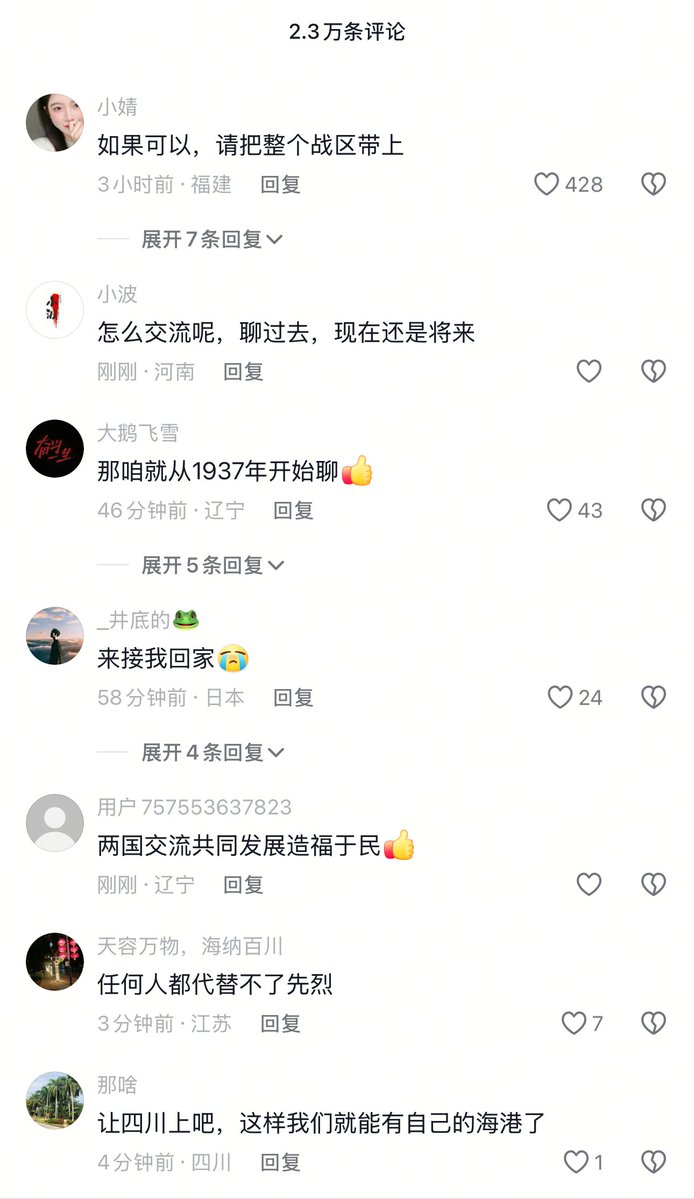 2.3万条评论
小婧
如果可以，请把整个战区带上
3小时前·福建 回复 428
展开7条回复
小波
怎么交流呢，聊过去，现在还是将来
刚刚·河南 回复
大鹅飞雪
那咱就从1937年开始聊👍
46分钟前·辽宁 回复 43
展开5条回复
_井底的🐸
来接我回家😭
58分钟前·日本 回复 24
展开4条回复
用户757553637823
两国交流共同发展造福于民👍
刚刚·辽宁 回复
天容万物，海纳百川
任何人都代替不了先烈
3分钟前·江苏 回复 7
那啥
让四川上吧，这样我们就能有自己的海港了
4分钟前·四川 回复 1